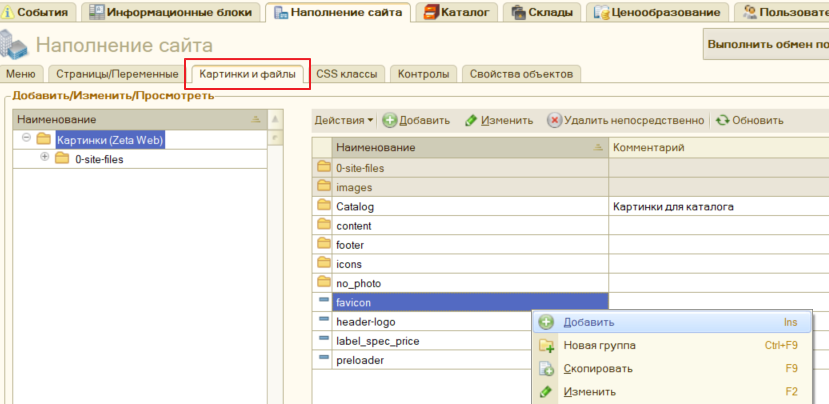 События Информационные блоки Наполнение сайта Каталог Склады Ценообразование Пользовате
Наполнение сайта
Выполнить обмен по
Меню Страницы/Переменные Картинки и файлы CSS классы Контролы Свойства объектов
Добавить/Изменить/Просмотреть
Наименование
Картинки (Zeta Web)
0-site-files
Действия Добавить Изменить Удалить непосредственно Обновить
Наименование Комментарий
0-site-files
images
Catalog Картинки для каталога
content
footer
icons
no_photo
favicon
header-logo
label_spec_price
preloader
Добавить Ins
Новая группа Ctrl+F9
Скопировать F9
Изменить F2